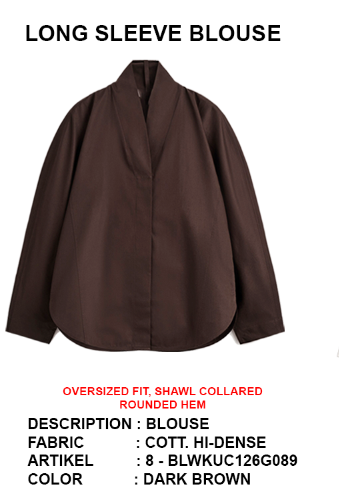 LONG SLEEVE BLOUSE
OVERSIZED FIT, SHAWL COLLARED
ROUNDED HEM
DESCRIPTION : BLOUSE
FABRIC : COTT. HI-DENSE
ARTIKEL : 8 - BLWKUC126G089
COLOR : DARK BROWN